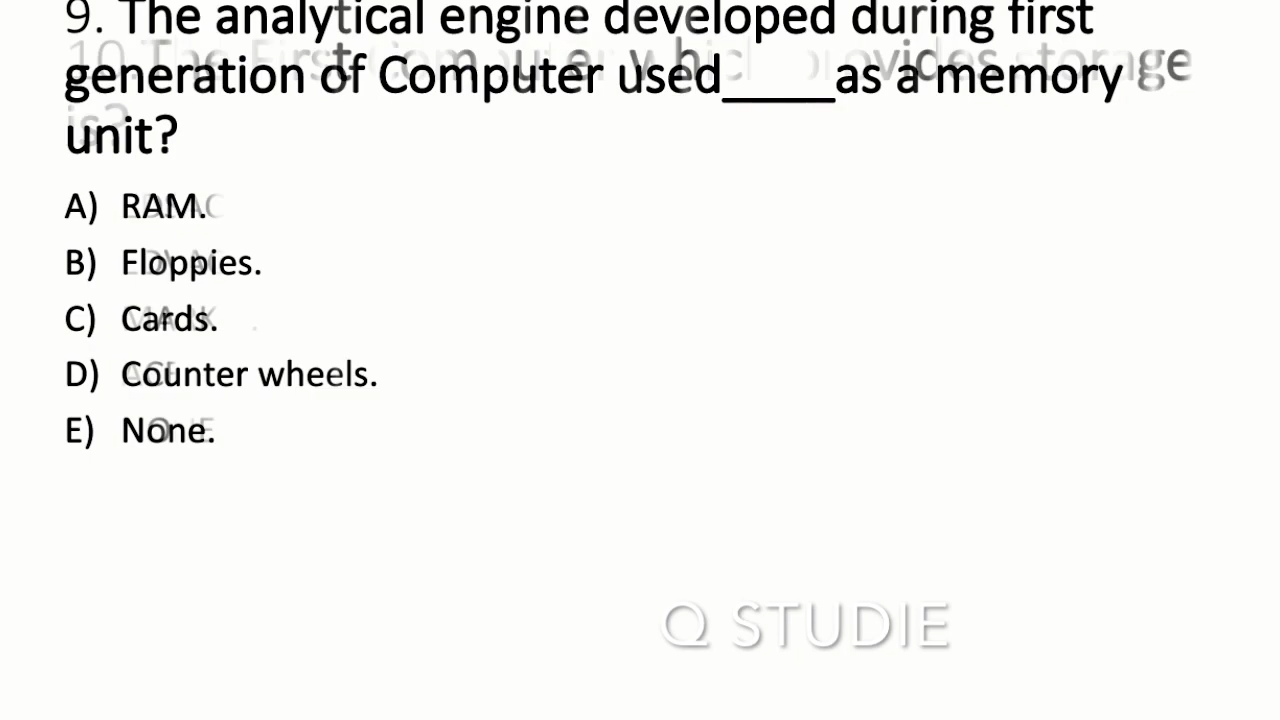 9. The analytical engine developed during first
generation of Computer used_____as a memory
unit?
A) RAM.
B) Floppies.
C) Cards.
D) Counter wheels.
E) None.
Q STUDIE